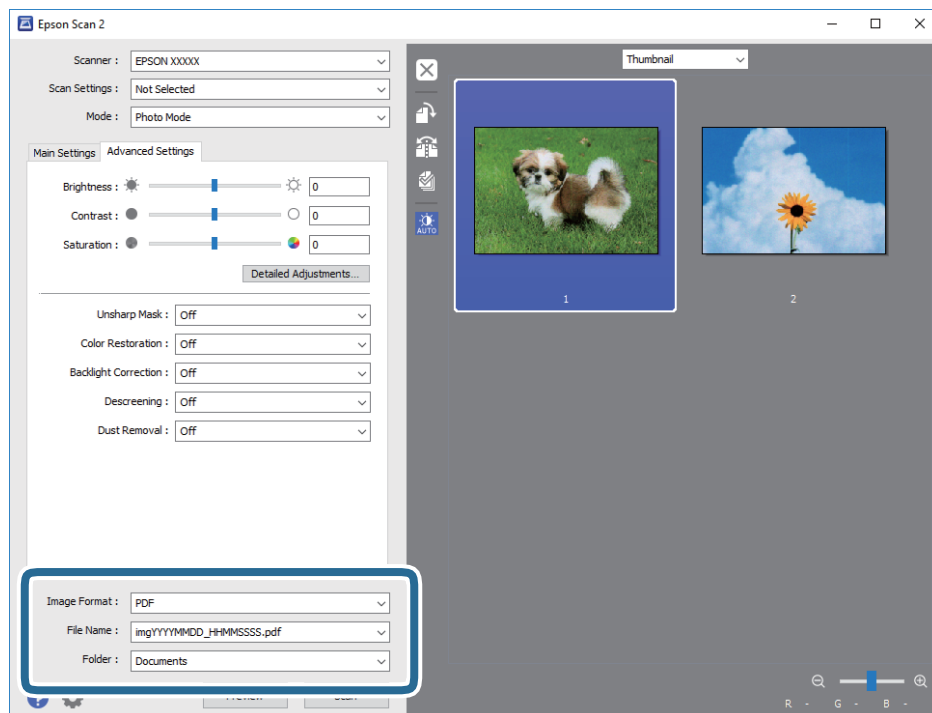 Epson Scan 2
Scanner : EPSON XXXXX
Scan Settings : Not Selected
Mode : Photo Mode
Main Settings Advanced Settings
Brightness : 0
Contrast : 0
Saturation : 0
Detailed Adjustments...
Unsharp Mask : Off
Color Restoration : Off
Backlight Correction : Off
Descreening : Off
Dust Removal : Off
Image Format : PDF
File Name : imgYYYYMMDD_HHMMSSSS.pdf
Folder : Documents
Thumbnail
AUTO
1
2
R - G - B -